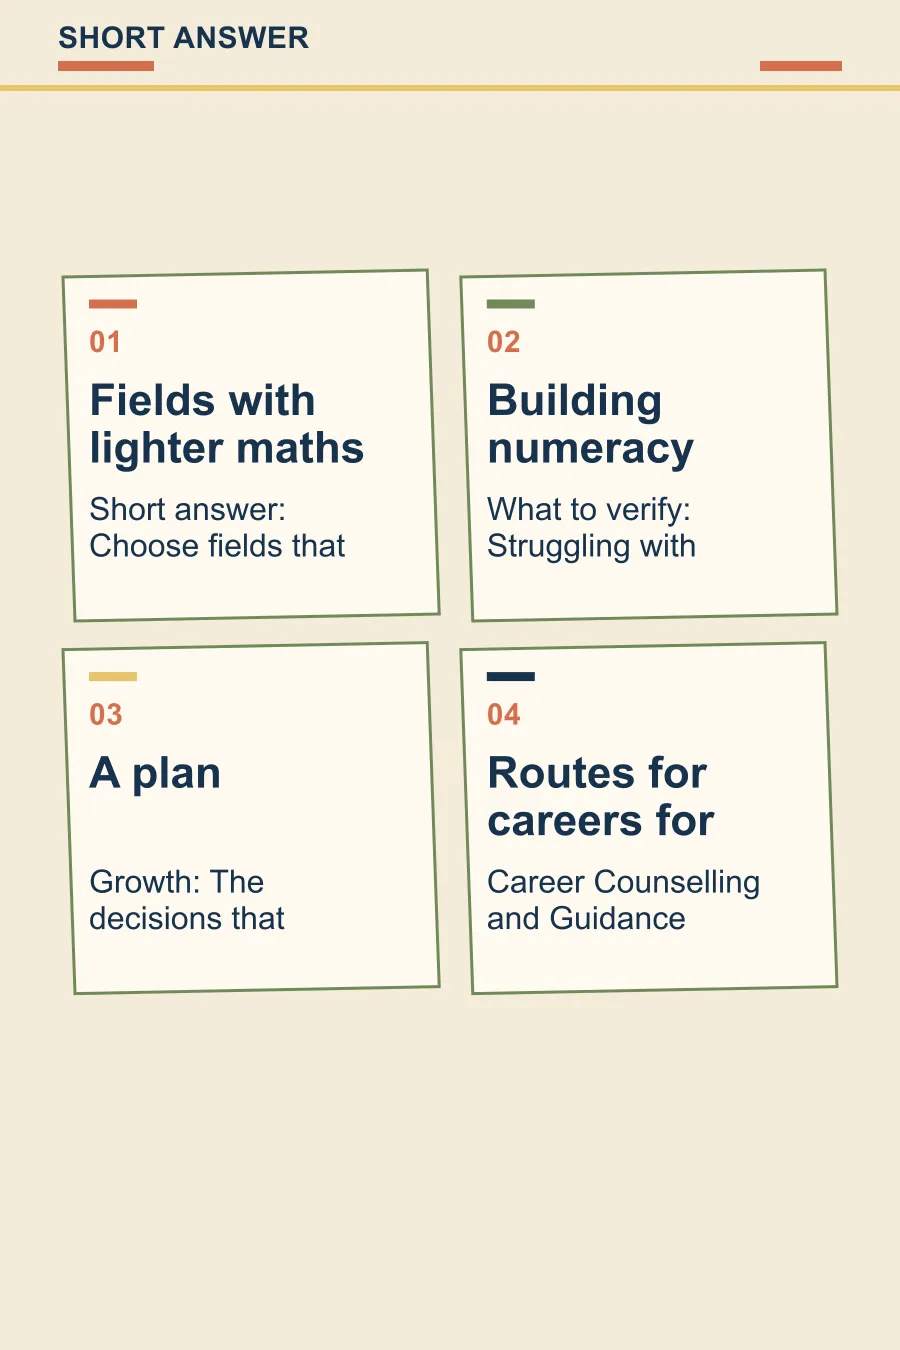 SHORT ANSWER
01
Fields with
lighter maths
Short answer:
Choose fields that
02
Building
numeracy
What to verify:
Struggling with
03
A plan
Growth: The
decisions that
04
Routes for
careers for
Career Counselling
and Guidance